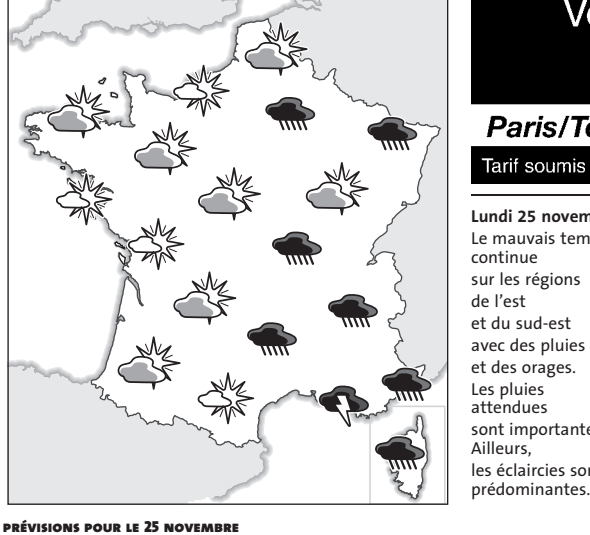 Paris/T
Tarif soumis
Lundi 25 novem
Le mauvais tem
continue
sur les régions
de l'est
et du sud-est
avec des pluies
et des orages.
Les pluies
attendues
sont importante
Ailleurs,
les éclaircies so
prédominantes.
PRÉVISIONS POUR LE 25 NOVEMBRE